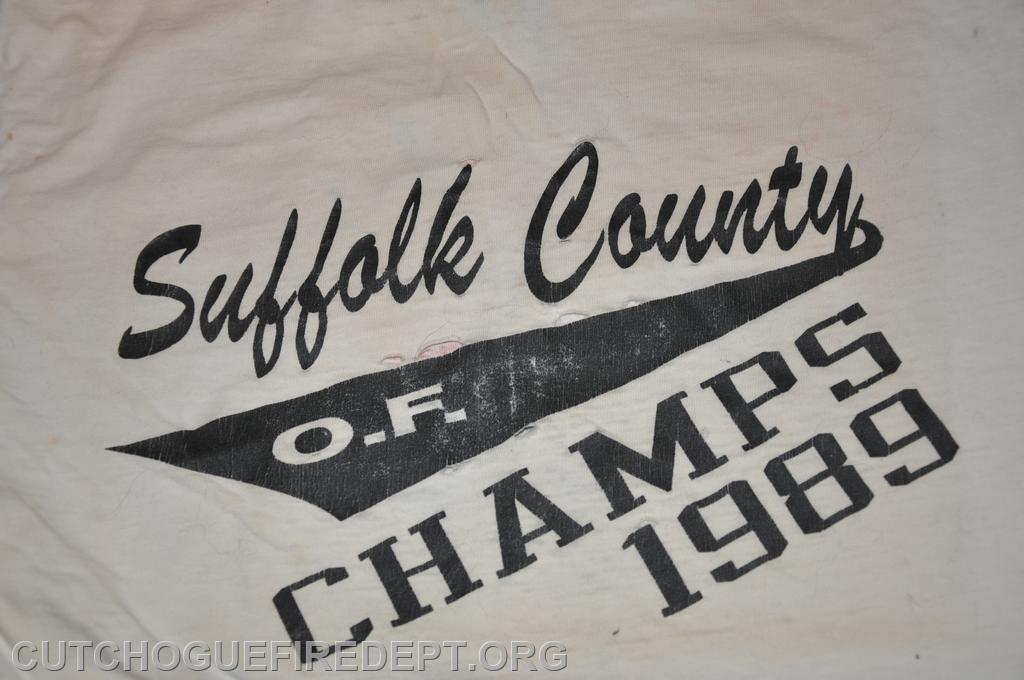 Suffolk County
O.F.
CHAMPS
1989
CUTCHOGUEFIREDEPT.ORG